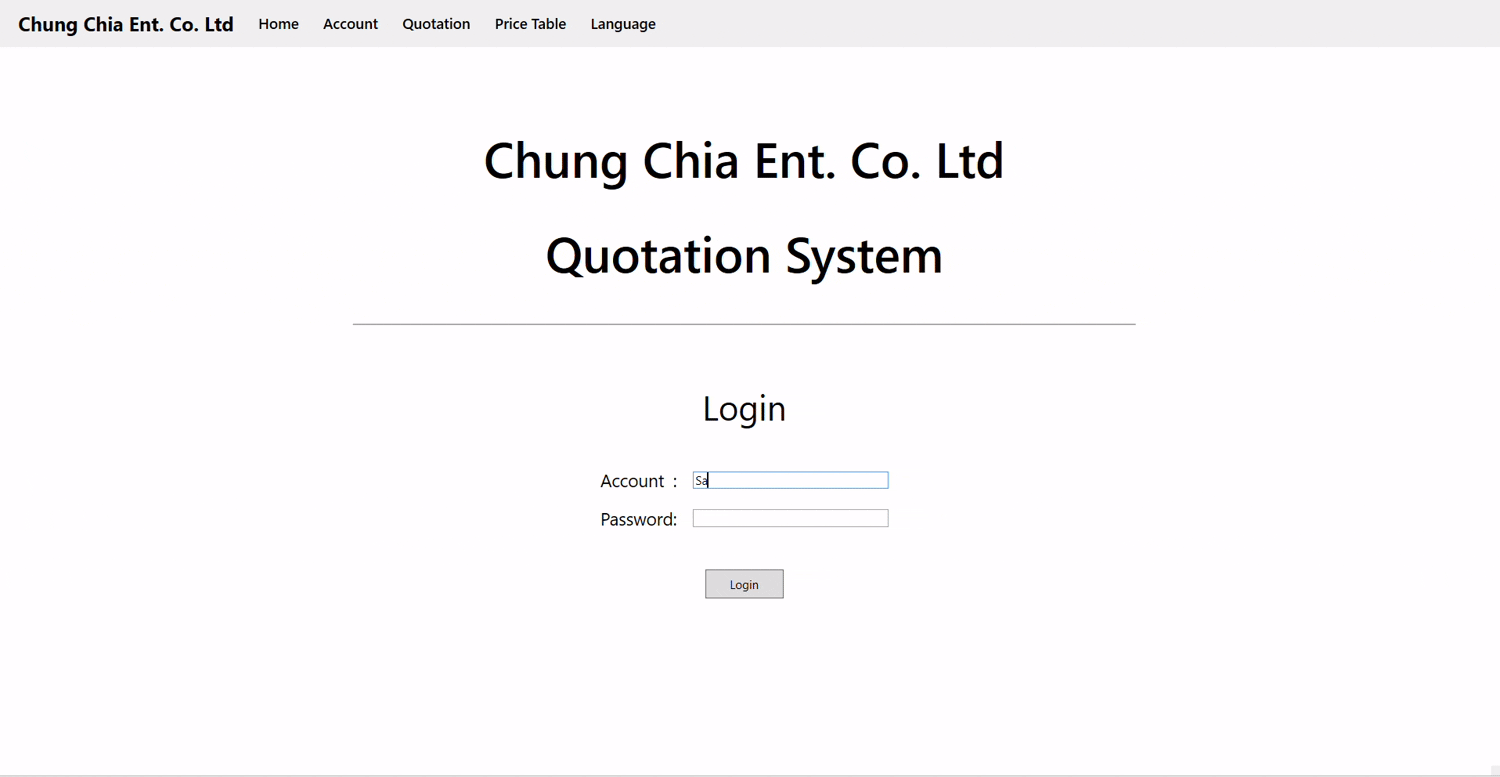 Chung Chia Ent. Co. Ltd Home Account Quotation Price Table Language
Chung Chia Ent. Co. Ltd
Quotation System
Login
Account : Sa
Password:
Login